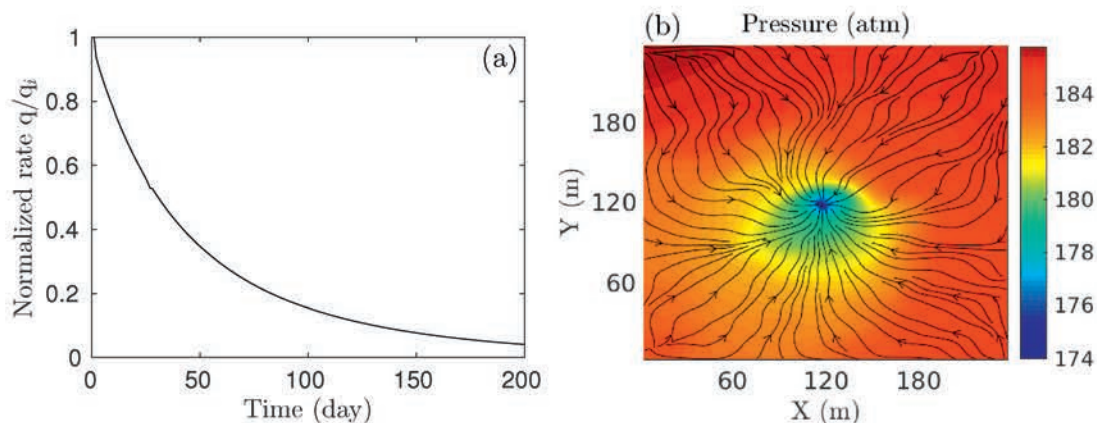 (a)
Normalized rate q/qᵢ
1
0.8
0.6
0.4
0.2
0
0 50 100 150 200
Time (day)
(b) Pressure (atm)
Y (m)
180
120
60
60 120 180
X (m)
184
182
180
178
176
174